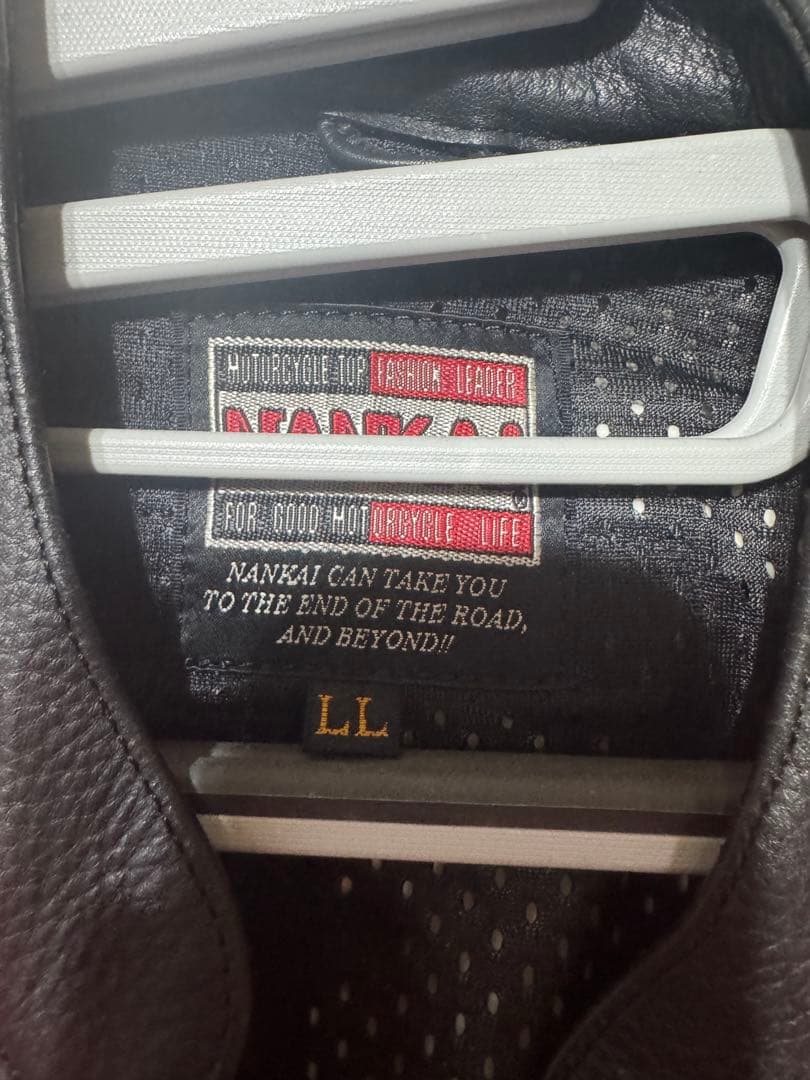 MOTORCYCLE TOP FASHION LEADER
NANKAI
FOR GOOD MOTORCYCLE LIFE
NANKAI CAN TAKE YOU
TO THE END OF THE ROAD,
AND BEYOND!!
LL